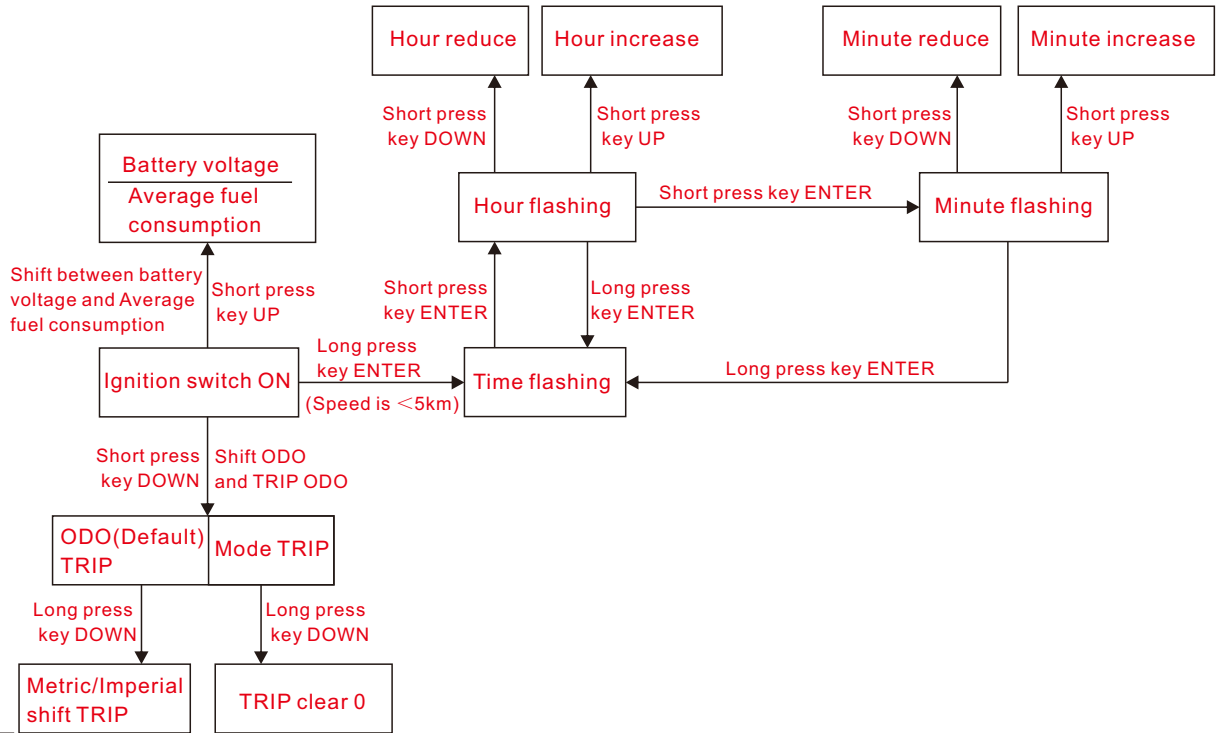 Hour reduce
Hour increase
Minute reduce
Minute increase
Short press
key DOWN
Short press
key UP
Short press
key DOWN
Short press
key UP
Battery voltage
Average fuel
consumption
Hour flashing
Short press key ENTER
Minute flashing
Shift between battery
voltage and Average
fuel consumption
Short press
key UP
Short press
key ENTER
Long press
key ENTER
Ignition switch ON
Long press
key ENTER
(Speed is ＜5km)
Time flashing
Long press key ENTER
Short press
key DOWN
Shift ODO
and TRIP ODO
ODO(Default)
TRIP
Mode TRIP
Long press
key DOWN
Long press
key DOWN
Metric/Imperial
shift TRIP
TRIP clear 0